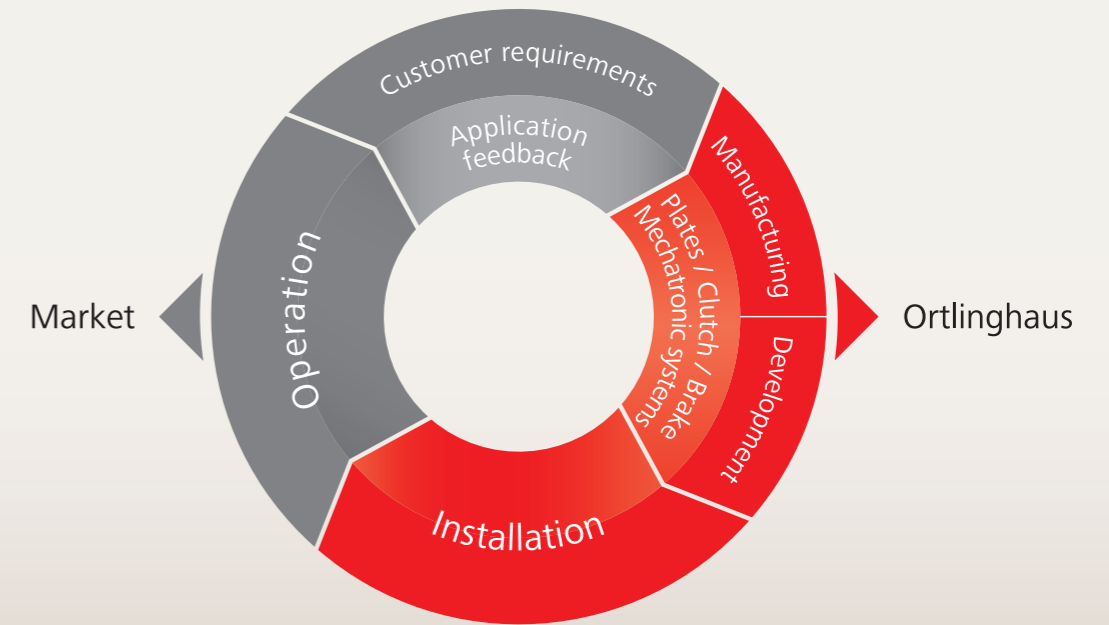 Customer requirements
Application
feedback
Manufacturing
Plates / Clutch / Brake
Mechatronic systems
Development
Operation
Installation
Market
Ortlinghaus